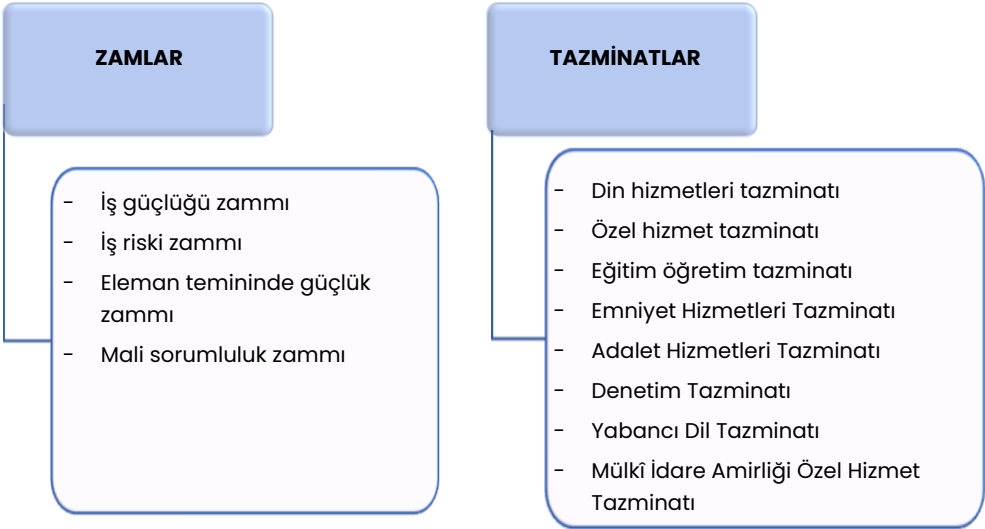 ZAMLAR
- İş güçlüğü zammı
- İş riski zammı
- Eleman temininde güçlük
zammı
- Mali sorumluluk zammı
TAZMİNATLAR
- Din hizmetleri tazminatı
- Özel hizmet tazminatı
- Eğitim öğretim tazminatı
- Emniyet Hizmetleri Tazminatı
- Adalet Hizmetleri Tazminatı
- Denetim Tazminatı
- Yabancı Dil Tazminatı
- Mülkî İdare Amirliği Özel Hizmet
Tazminatı